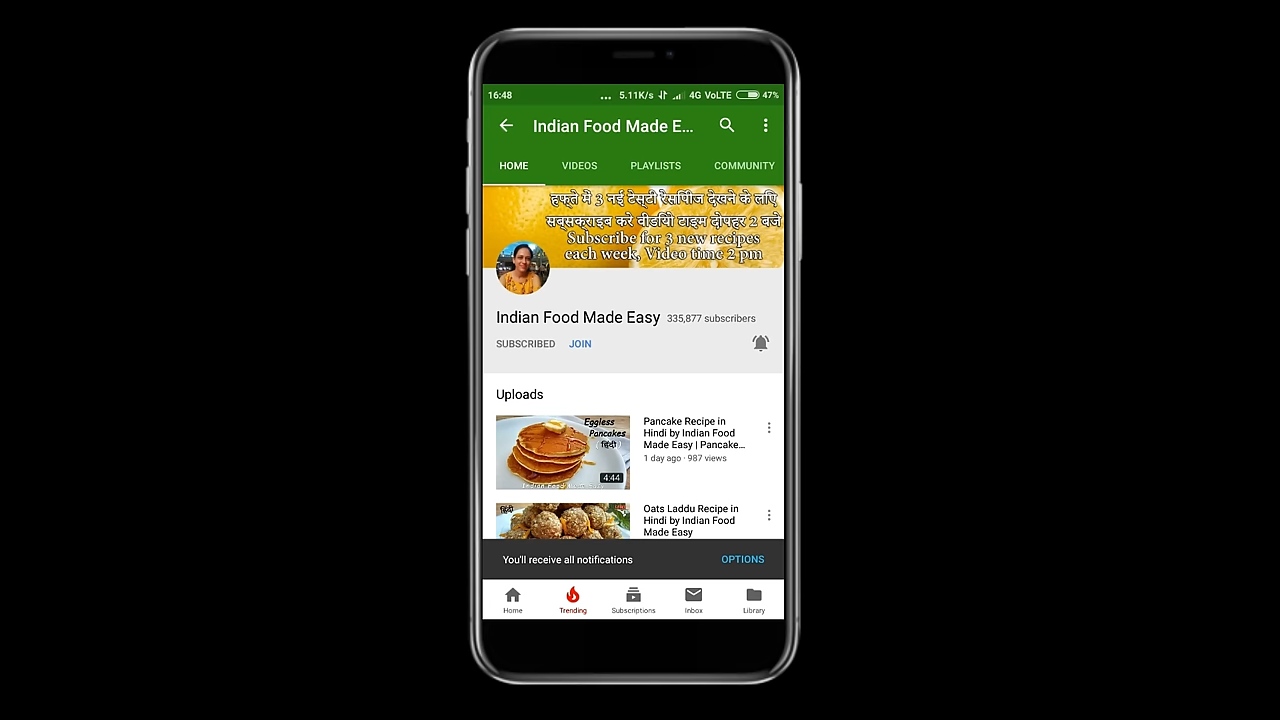 16:48 ... 5.11K/s 4G VoLTE 47%
Indian Food Made E...
HOME VIDEOS PLAYLISTS COMMUNITY
हफ्ते में 3 नई टेस्टी रेसिपीज देखने के लिए
सब्सक्राइब करे वीडियो टाइम दोपहर 2 बजे
Subscribe for 3 new recipes
each week, Video time 2 pm
Indian Food Made Easy 335,877 subscribers
SUBSCRIBED JOIN
Uploads
Eggless
Pancakes
(हिंदी)
4:44
Indian Food Made Easy
Pancake Recipe in
Hindi by Indian Food
Made Easy | Pancake...
1 day ago · 987 views
हिंदी
Oats Laddu Recipe in
Hindi by Indian Food
Made Easy
You'll receive all notifications OPTIONS
Home Trending Subscriptions Inbox Library